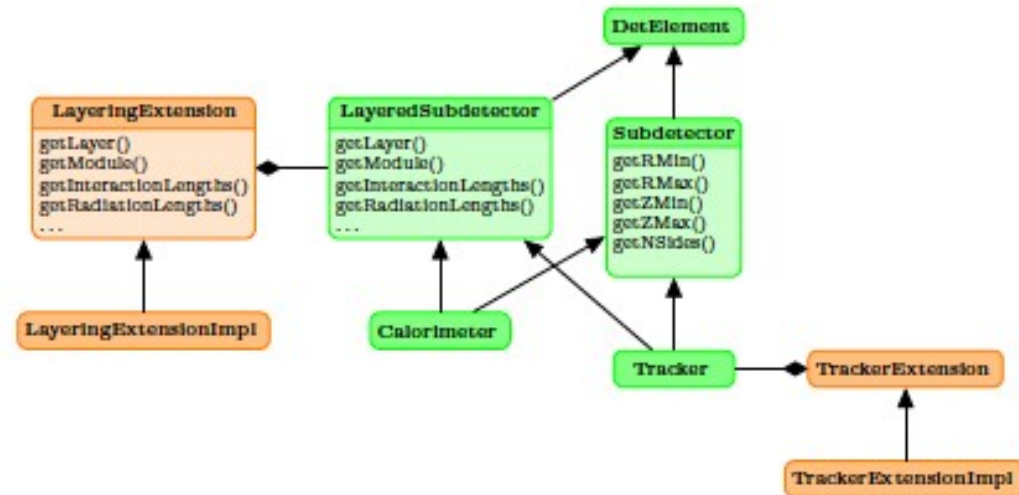 DetElement
LayeringExtension
getLayer()
getModule()
getInteractionLengths()
getRadiationLengths()
...
LayeredSubdetector
getLayer()
getModule()
getInteractionLengths()
getRadiationLengths()
...
Subdetector
getRMin()
getRMax()
getZMin()
getZMax()
getNSides()
LayeringExtensionImpl
Calorimeter
Tracker
TrackerExtension
TrackerExtensionImpl